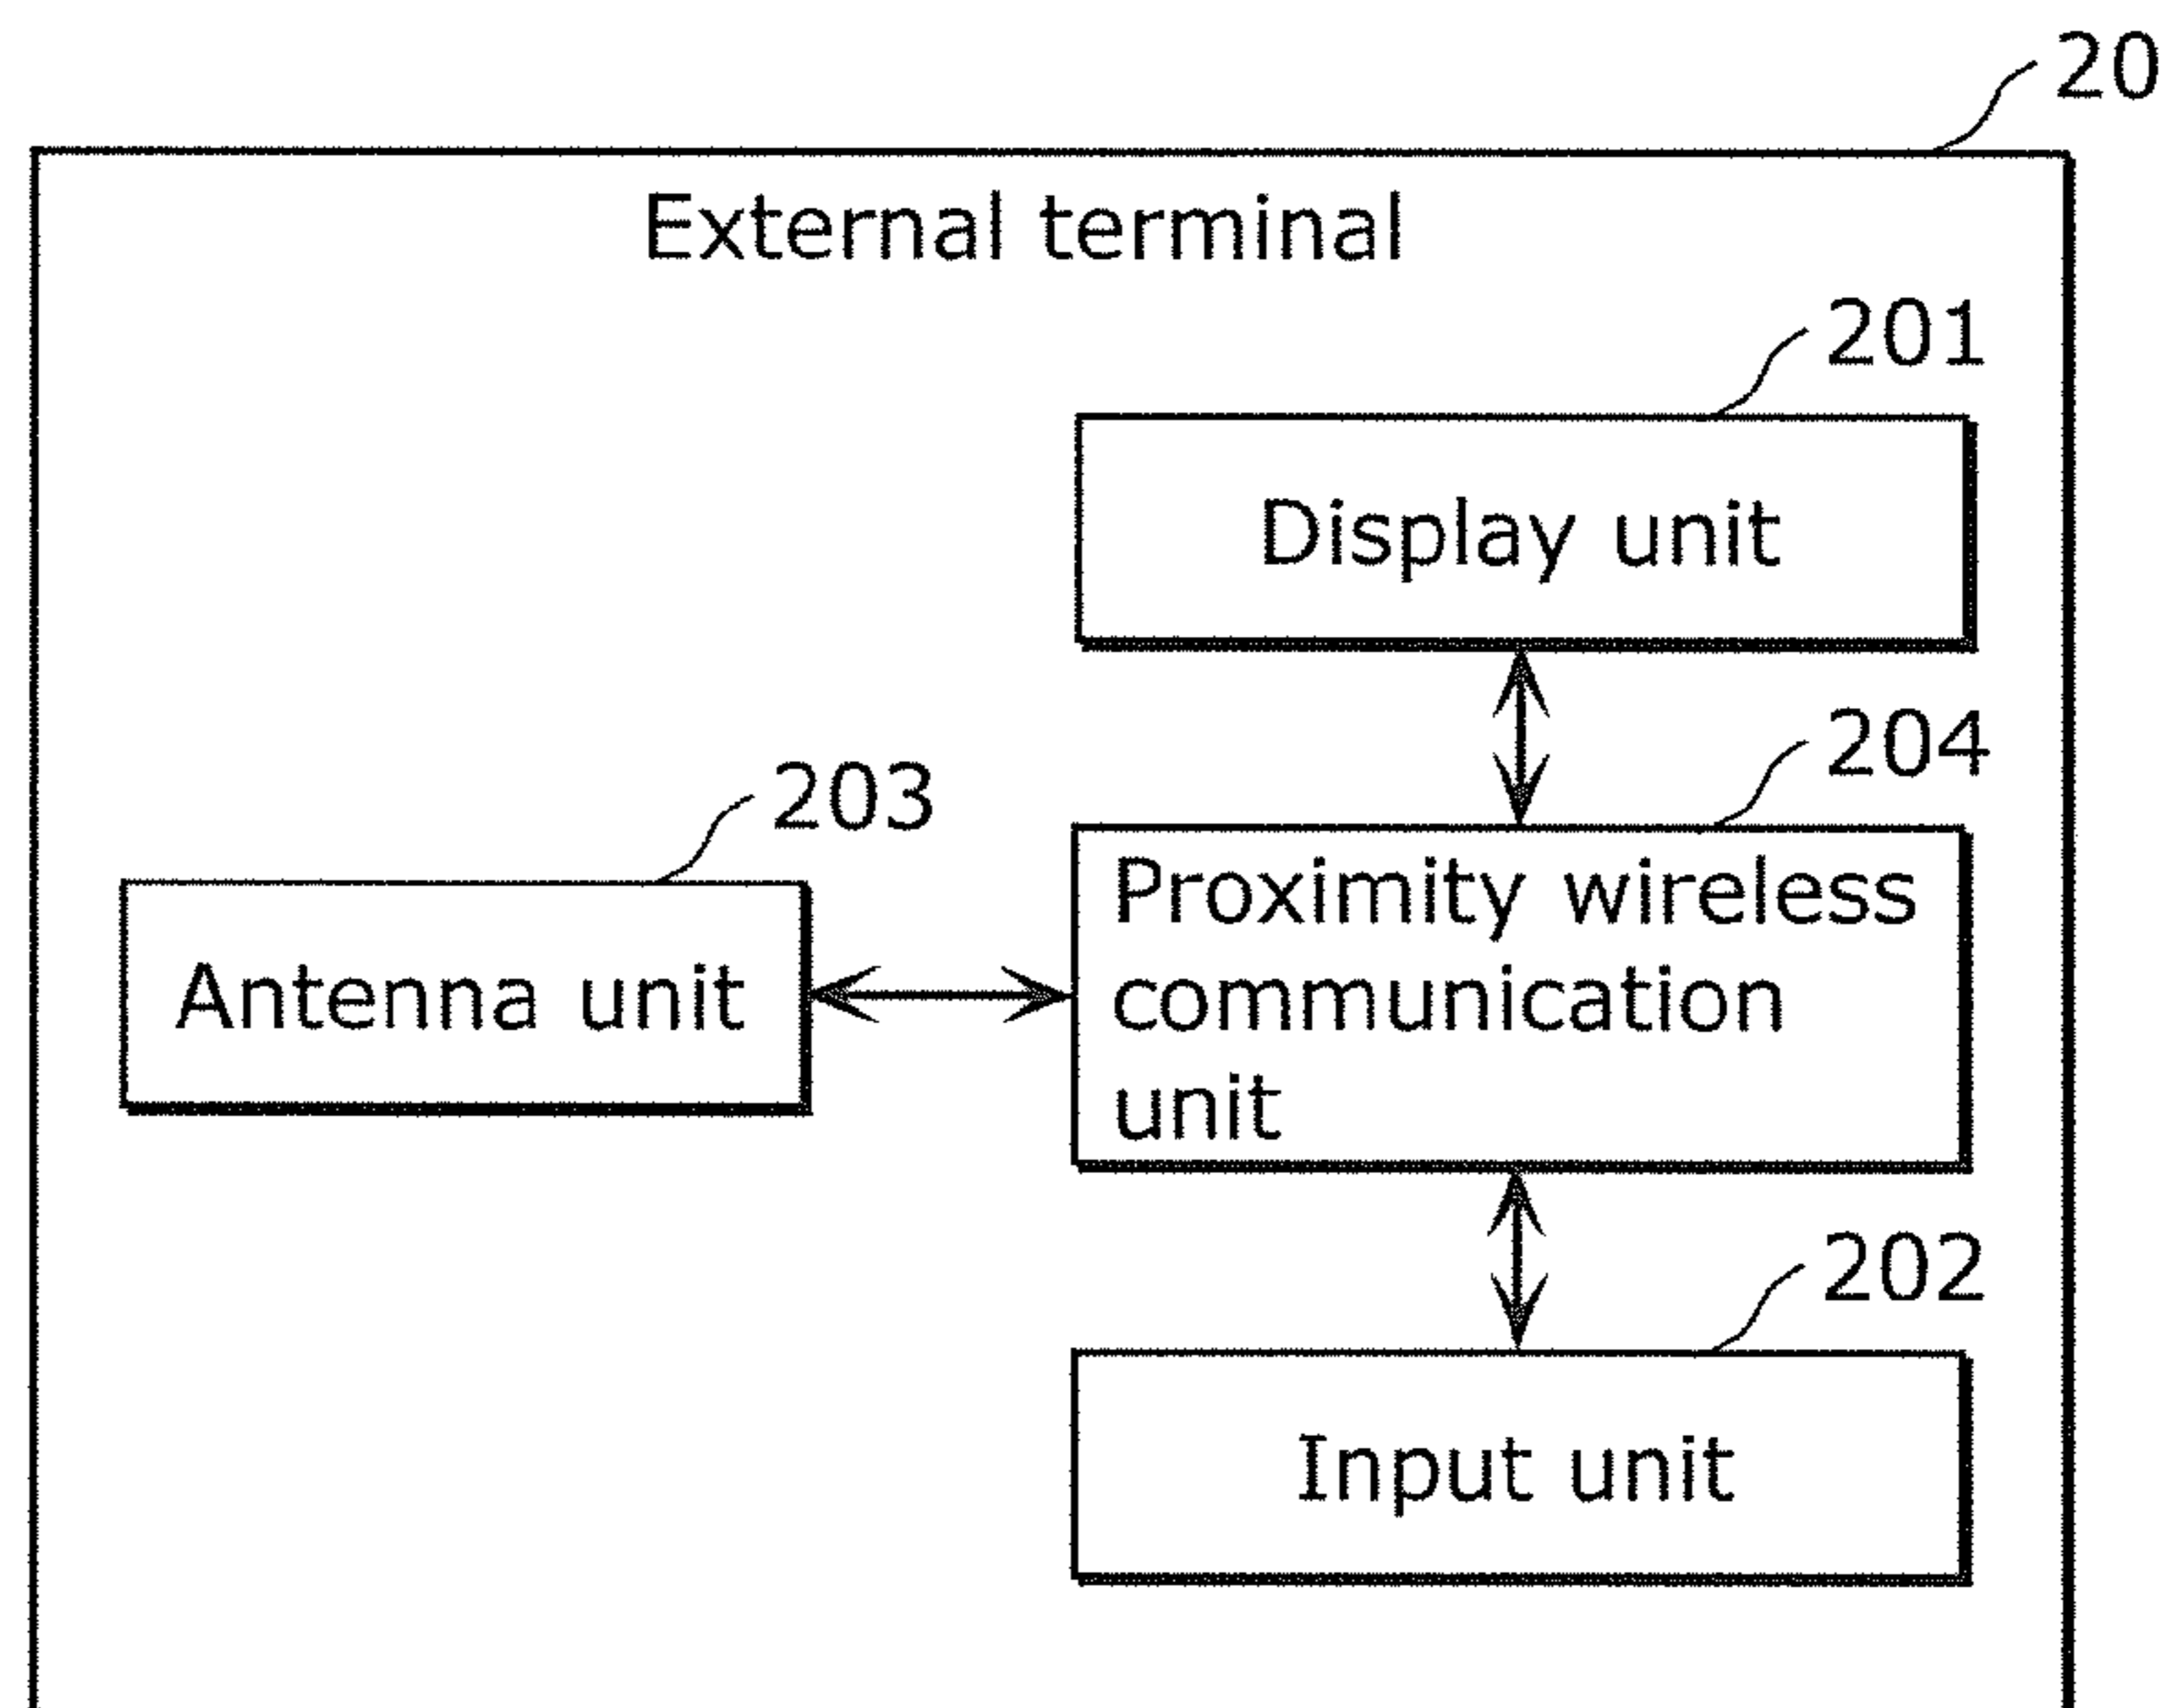 20
External terminal
201
Display unit
204
203
Proximity wireless
communication
unit
Antenna unit
202
Input unit